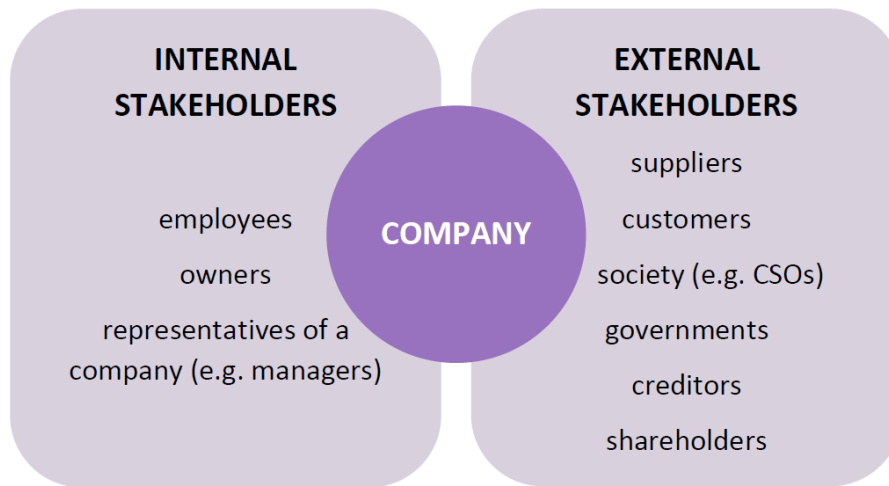 INTERNAL
STAKEHOLDERS
employees
owners
representatives of a
company (e.g. managers)
COMPANY
EXTERNAL
STAKEHOLDERS
suppliers
customers
society (e.g. CSOs)
governments
creditors
shareholders